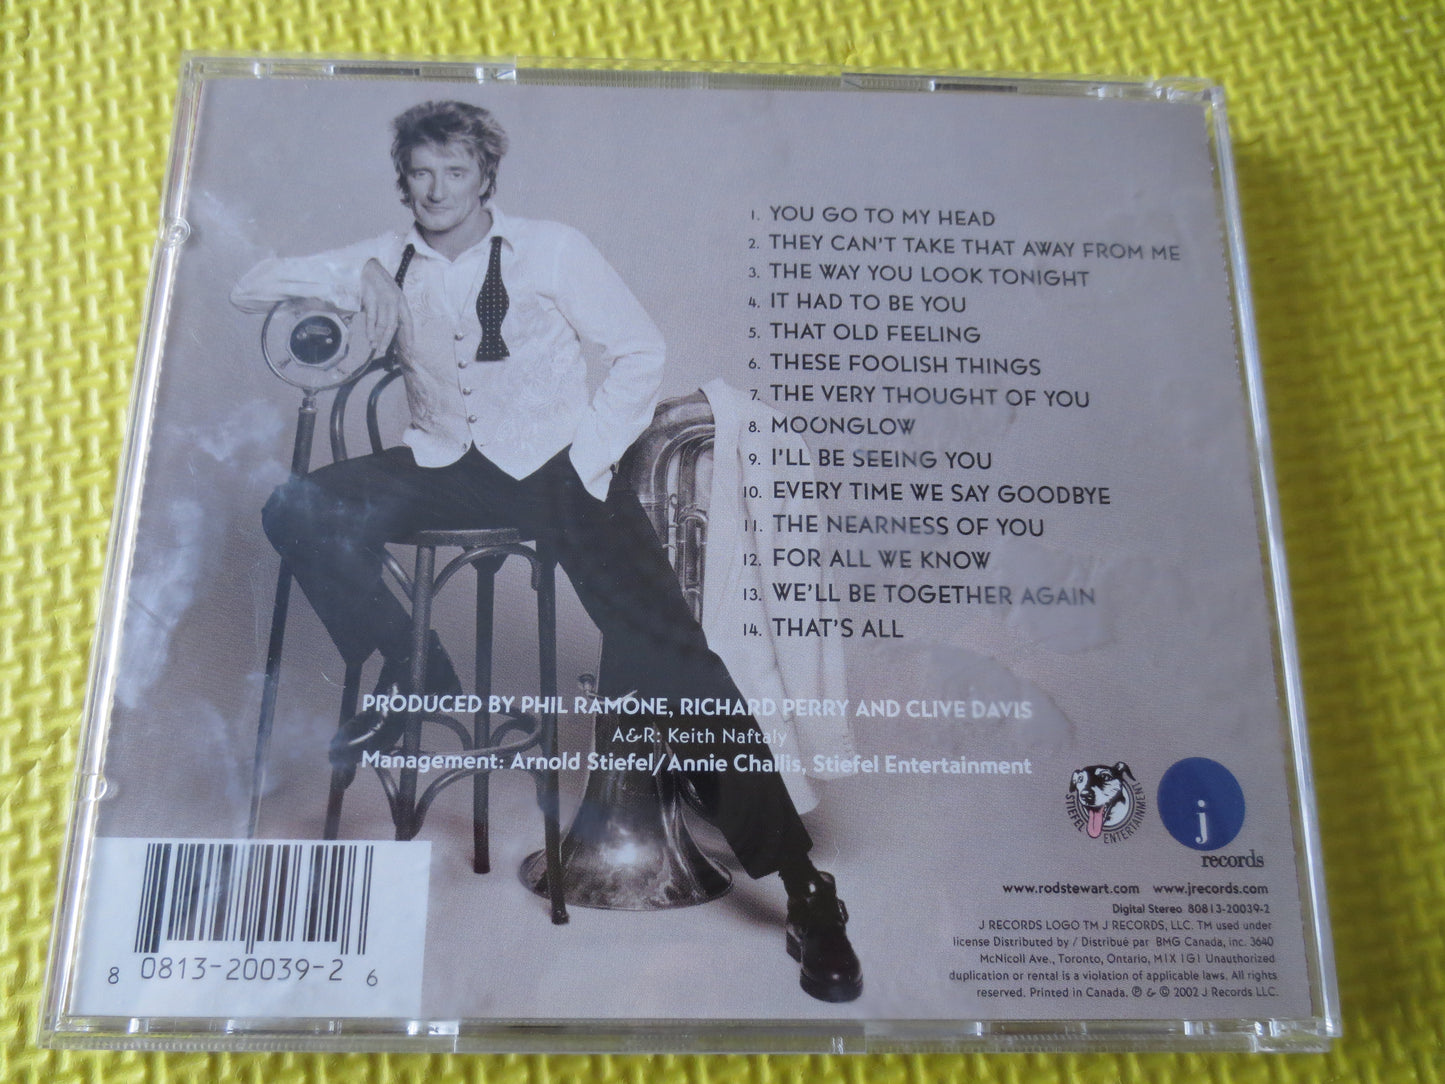 1. YOU GO TO MY HEAD
2. THEY CAN'T TAKE THAT AWAY FROM ME
3. THE WAY YOU LOOK TONIGHT
4. IT HAD TO BE YOU
5. THAT OLD FEELING
6. THESE FOOLISH THINGS
7. THE VERY THOUGHT OF YOU
8. MOONGLOW
9. I'LL BE SEEING YOU
10. EVERY TIME WE SAY GOODBYE
11. THE NEARNESS OF YOU
12. FOR ALL WE KNOW
13. WE'LL BE TOGETHER AGAIN
14. THAT'S ALL
PRODUCED BY PHIL RAMONE, RICHARD PERRY AND CLIVE DAVIS
A&R: Keith Naftaly
Management: Arnold Stiefel/Annie Challis, Stiefel Entertainment
STIEFEL ENTERTAINMENT
j
records
www.rodstewart.com www.jrecords.com
Digital Stereo 80813-20039-2
J RECORDS LOGO TM J RECORDS, LLC. TM used under
license Distributed by / Distribué par BMG Canada, inc. 3640
McNicoll Ave., Toronto, Ontario, M1X 1G1 Unauthorized
duplication or rental is a violation of applicable laws. All rights
reserved. Printed in Canada. ℗ & © 2002 J Records LLC.
8 0813-20039-2 6